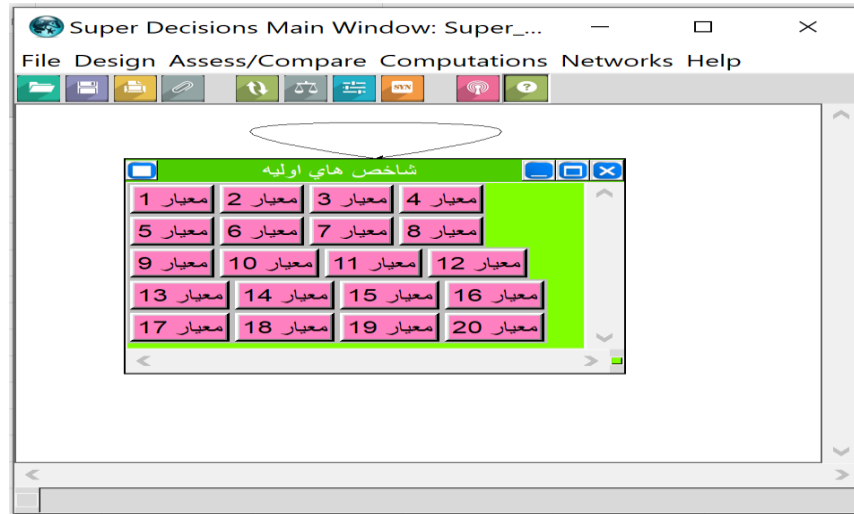 Super Decisions Main Window: Super_...
File Design Assess/Compare Computations Networks Help
SYN ?
شاخص هاي اوليه
معيار 1 معيار 2 معيار 3 معيار 4
معيار 5 معيار 6 معيار 7 معيار 8
معيار 9 معيار 10 معيار 11 معيار 12
معيار 13 معيار 14 معيار 15 معيار 16
معيار 17 معيار 18 معيار 19 معيار 20